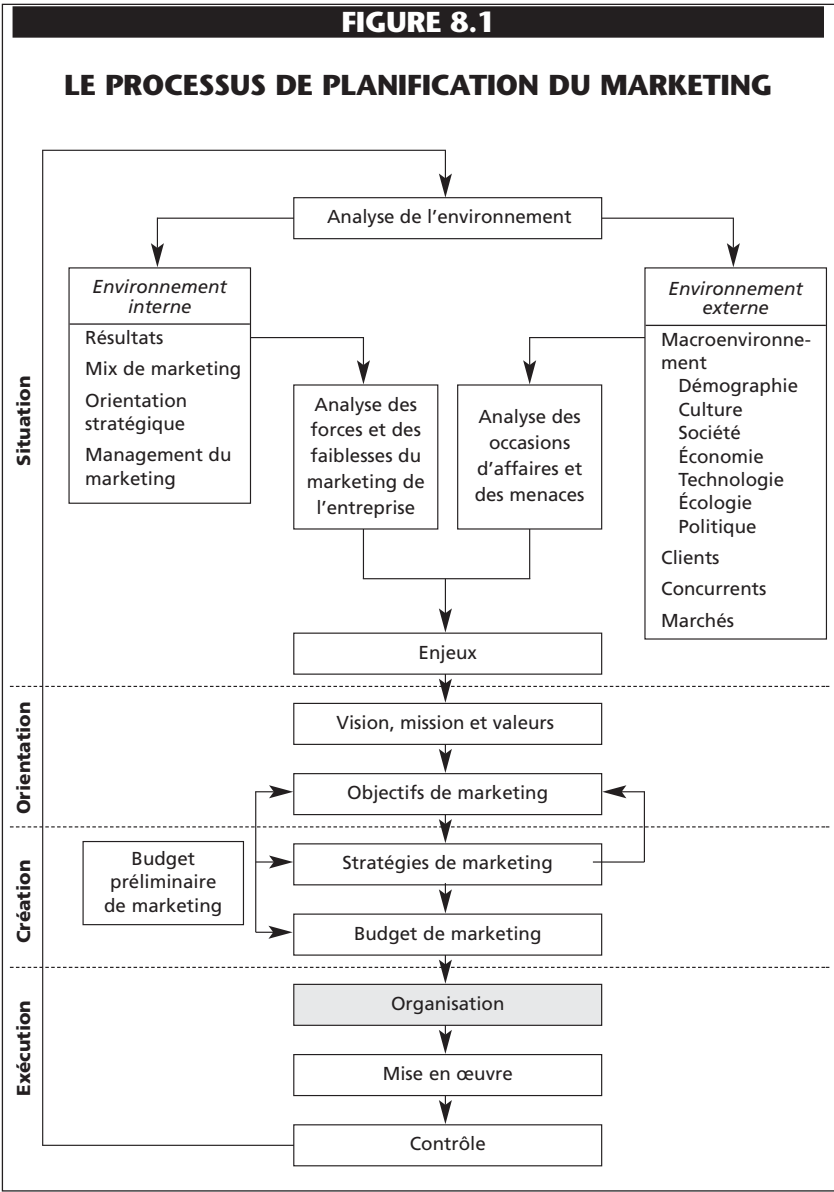 FIGURE 8.1
LE PROCESSUS DE PLANIFICATION DU MARKETING
Analyse de l’environnement
Environnement
interne
Résultats
Mix de marketing
Orientation
stratégique
Management du
marketing
Analyse des
forces et des
faiblesses du
marketing de
l’entreprise
Analyse des
occasions
d’affaires et
des menaces
Environnement
externe
Macroenvironne-
ment
Démographie
Culture
Société
Économie
Technologie
Écologie
Politique
Clients
Concurrents
Marchés
Situation
Enjeux
Orientation
Vision, mission et valeurs
Objectifs de marketing
Création
Budget
préliminaire
de marketing
Stratégies de marketing
Budget de marketing
Exécution
Organisation
Mise en œuvre
Contrôle